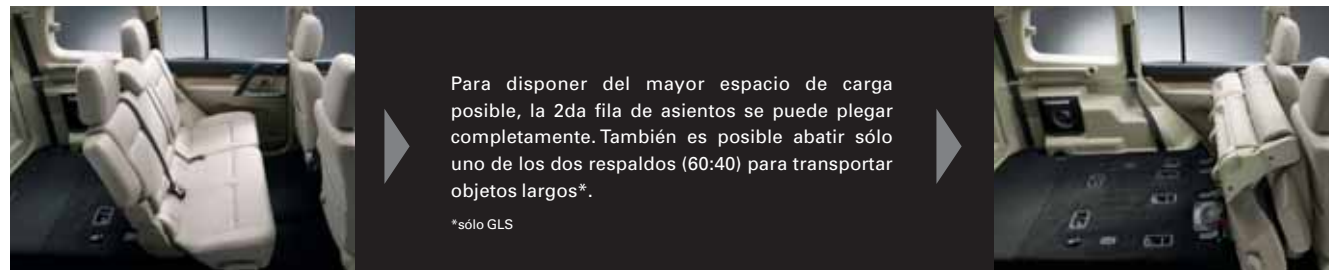 Para disponer del mayor espacio de carga
posible, la 2da fila de asientos se puede plegar
completamente. También es posible abatir sólo
uno de los dos respaldos (60:40) para transportar
objetos largos*.
*sólo GLS